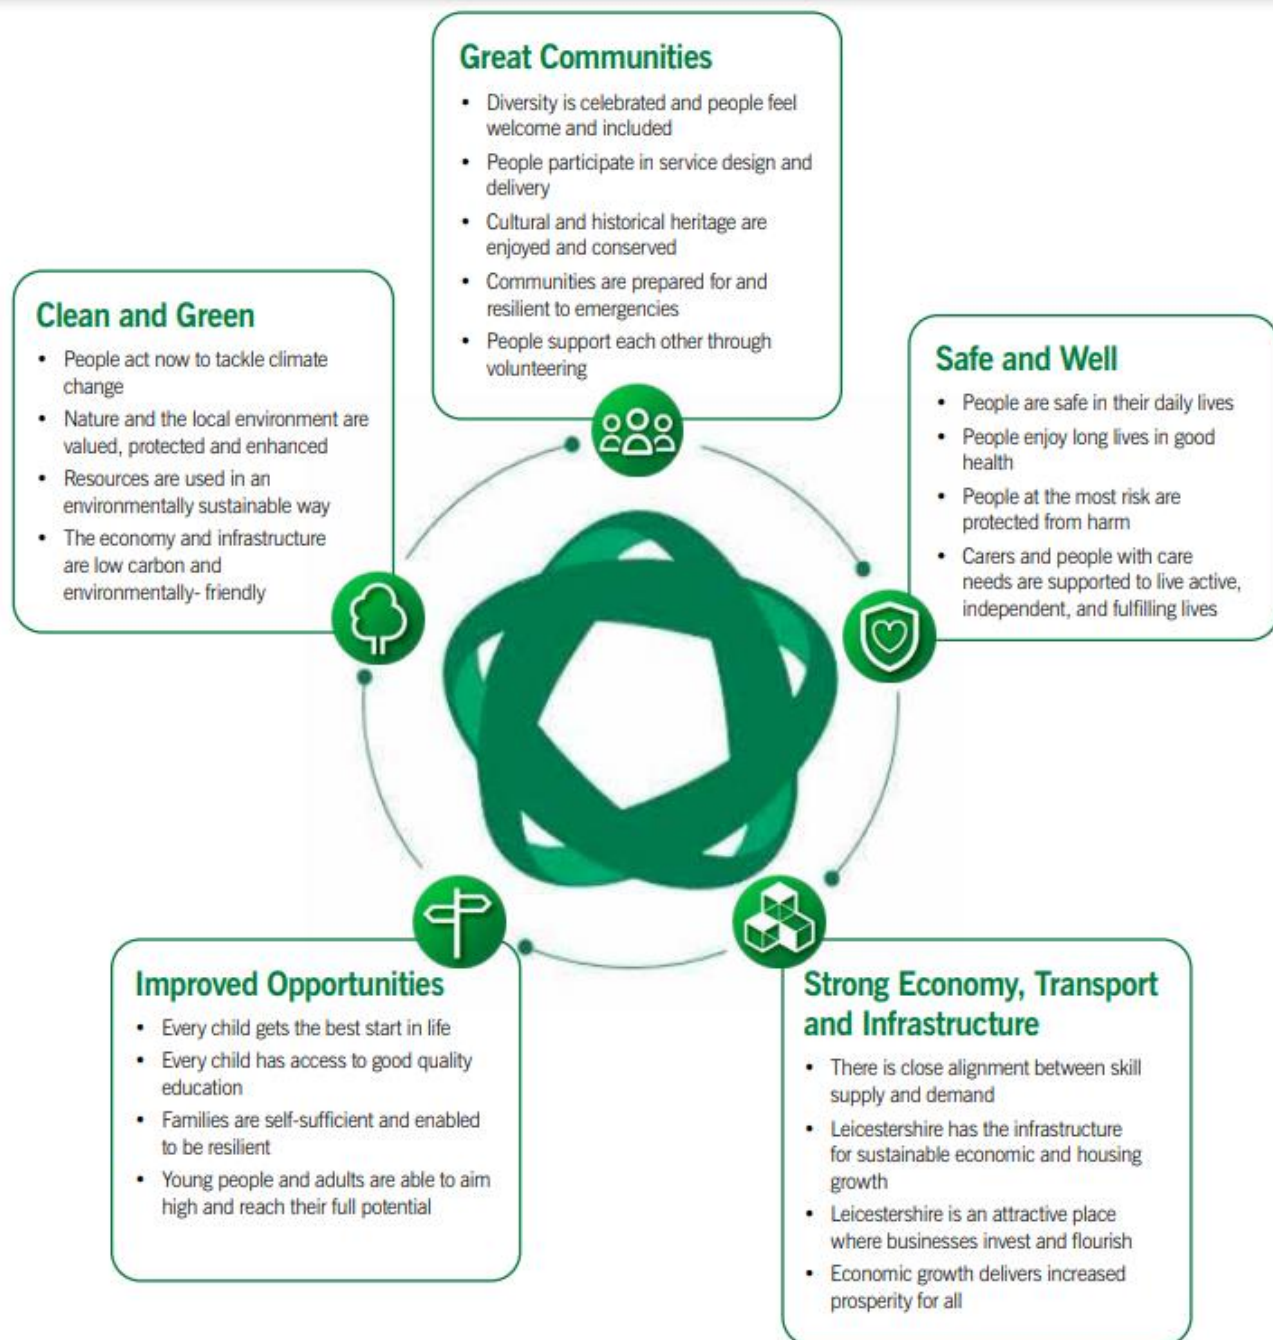 Great Communities
• Diversity is celebrated and people feel
welcome and included
• People participate in service design and
delivery
• Cultural and historical heritage are
enjoyed and conserved
• Communities are prepared for and
resilient to emergencies
• People support each other through
volunteering
Clean and Green
• People act now to tackle climate
change
• Nature and the local environment are
valued, protected and enhanced
• Resources are used in an
environmentally sustainable way
• The economy and infrastructure
are low carbon and
environmentally- friendly
Safe and Well
• People are safe in their daily lives
• People enjoy long lives in good
health
• People at the most risk are
protected from harm
• Carers and people with care
needs are supported to live active,
independent, and fulfilling lives
Improved Opportunities
• Every child gets the best start in life
• Every child has access to good quality
education
• Families are self-sufficient and enabled
to be resilient
• Young people and adults are able to aim
high and reach their full potential
Strong Economy, Transport
and Infrastructure
• There is close alignment between skill
supply and demand
• Leicestershire has the infrastructure
for sustainable economic and housing
growth
• Leicestershire is an attractive place
where businesses invest and flourish
• Economic growth delivers increased
prosperity for all